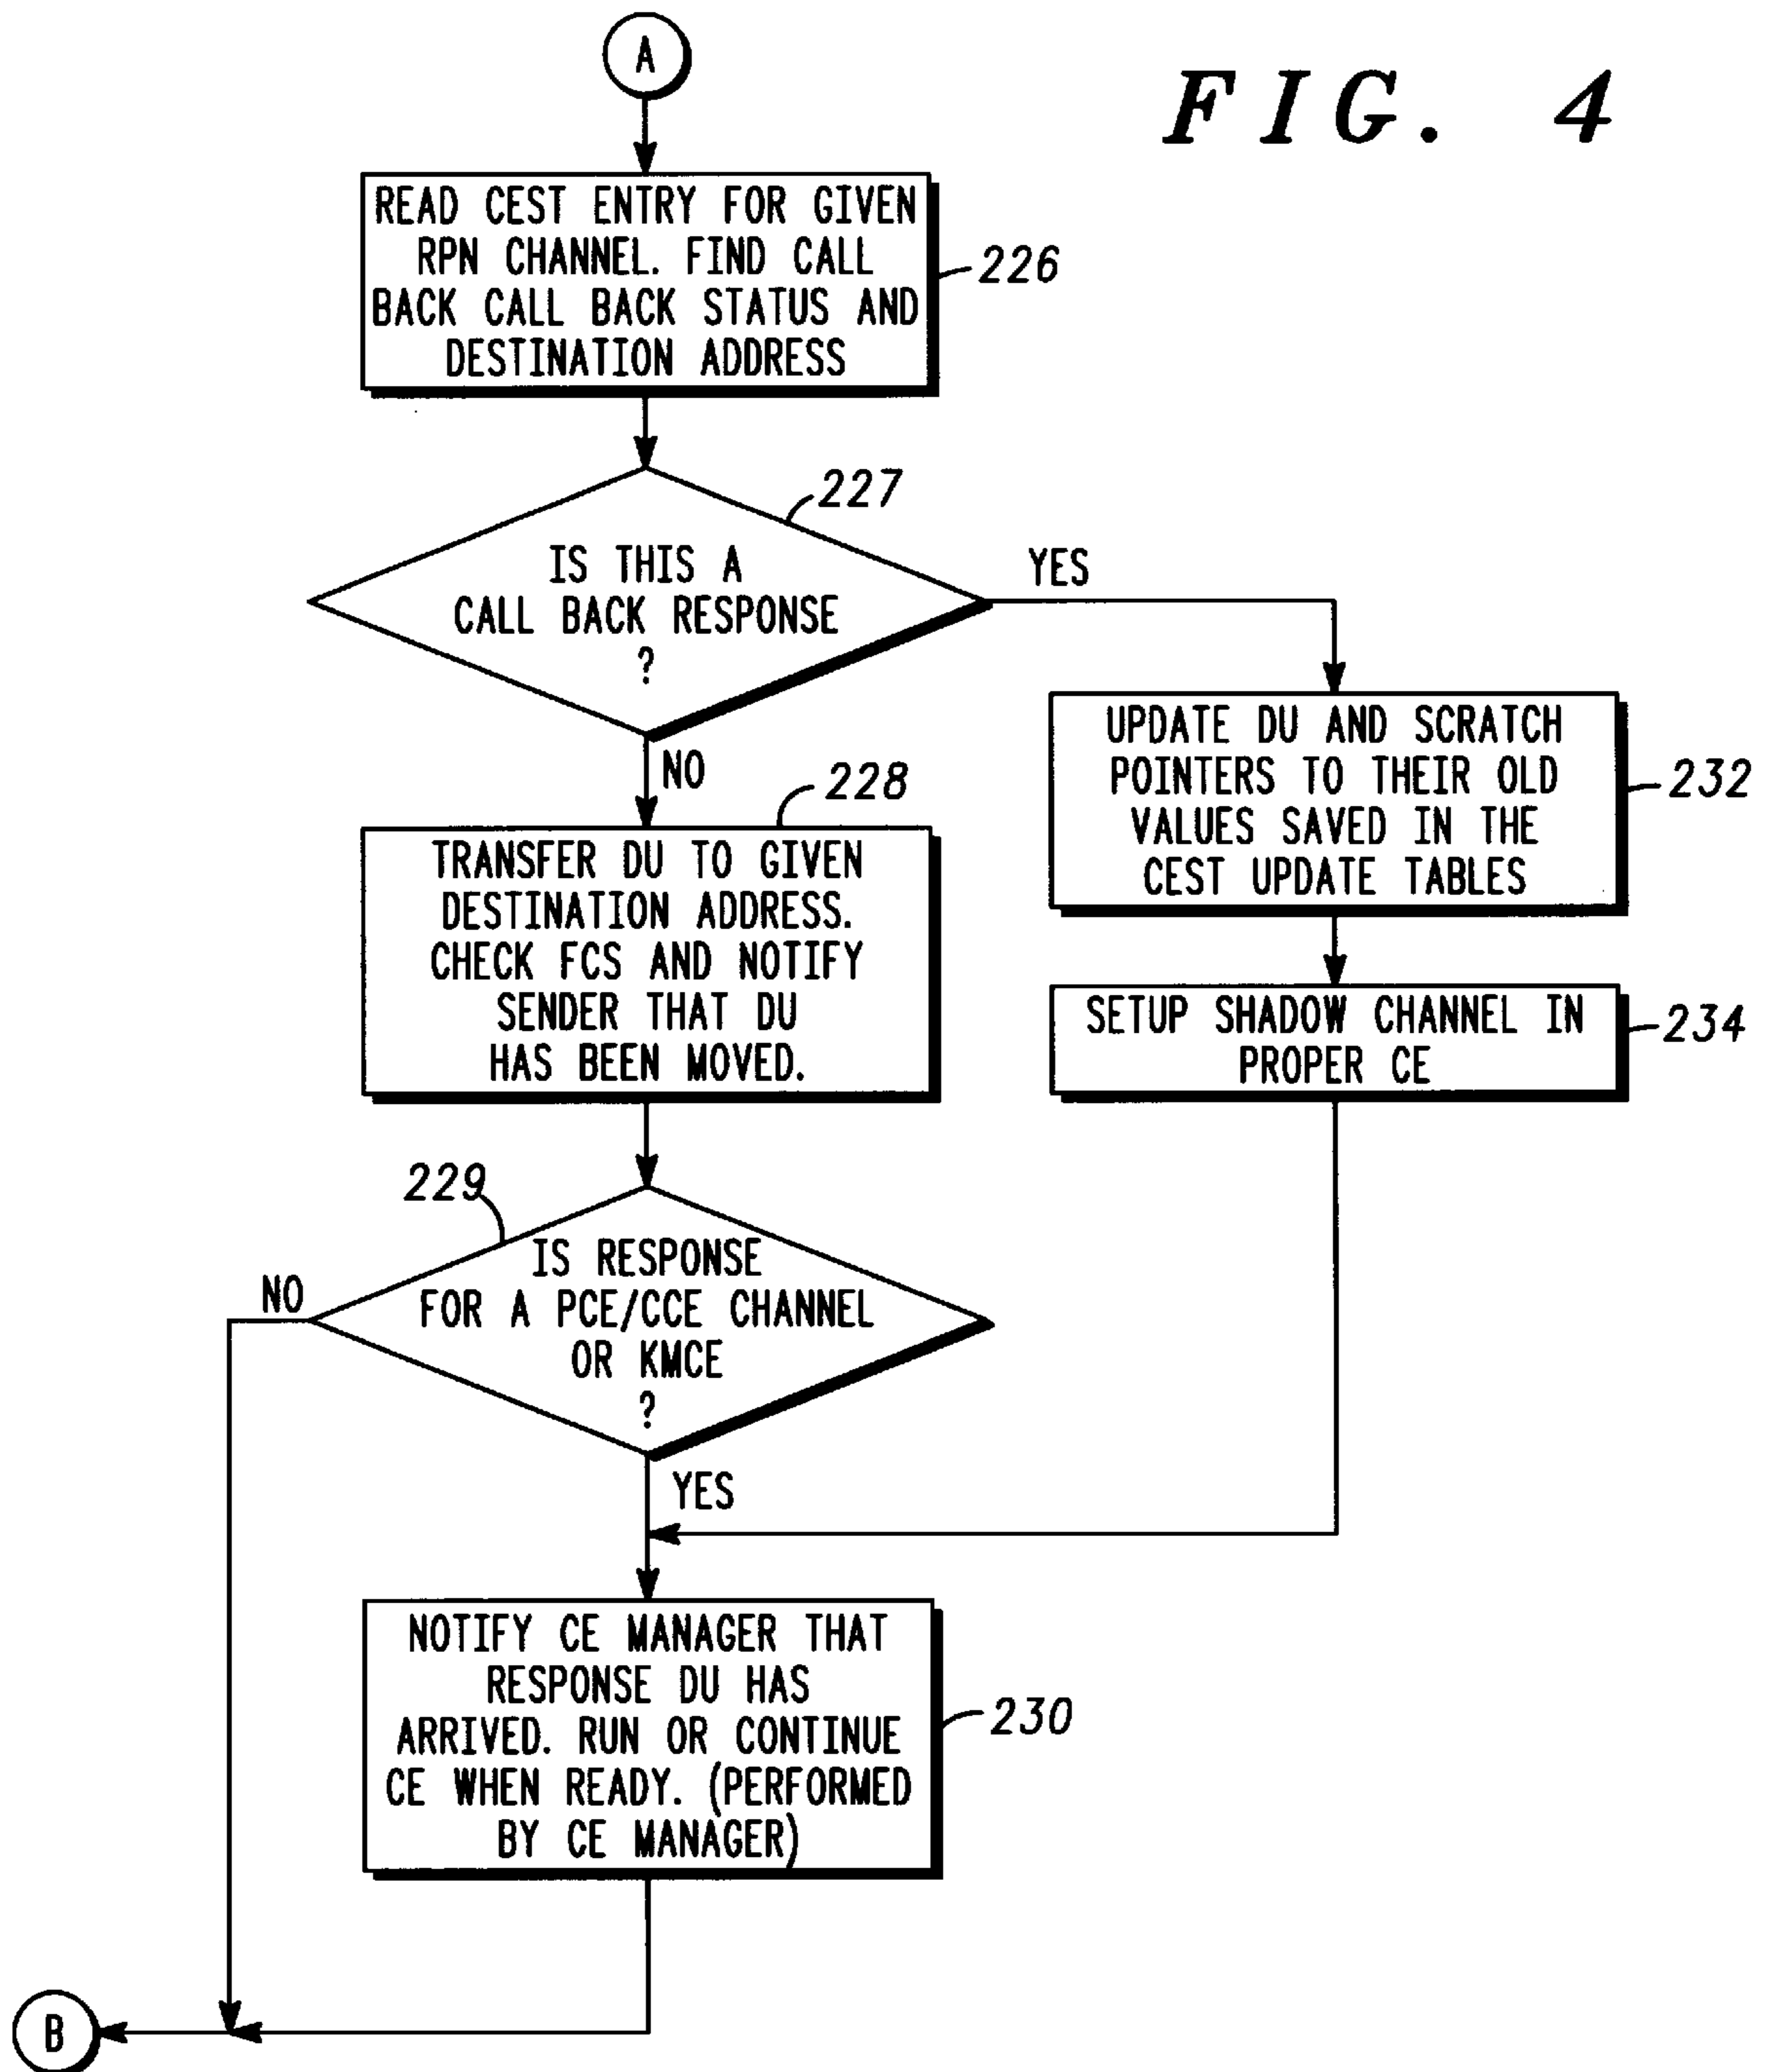 A
FIG. 4
READ CEST ENTRY FOR GIVEN
RPN CHANNEL. FIND CALL
BACK CALL BACK STATUS AND
DESTINATION ADDRESS
226
227
IS THIS A
CALL BACK RESPONSE
?
YES
NO
228
TRANSFER DU TO GIVEN
DESTINATION ADDRESS.
CHECK FCS AND NOTIFY
SENDER THAT DU
HAS BEEN MOVED.
UPDATE DU AND SCRATCH
POINTERS TO THEIR OLD
VALUES SAVED IN THE
CEST UPDATE TABLES
232
SETUP SHADOW CHANNEL IN
PROPER CE
234
229
IS RESPONSE
FOR A PCE/CCE CHANNEL
OR KMCE
?
NO
YES
NOTIFY CE MANAGER THAT
RESPONSE DU HAS
ARRIVED. RUN OR CONTINUE
CE WHEN READY. (PERFORMED
BY CE MANAGER)
230
B